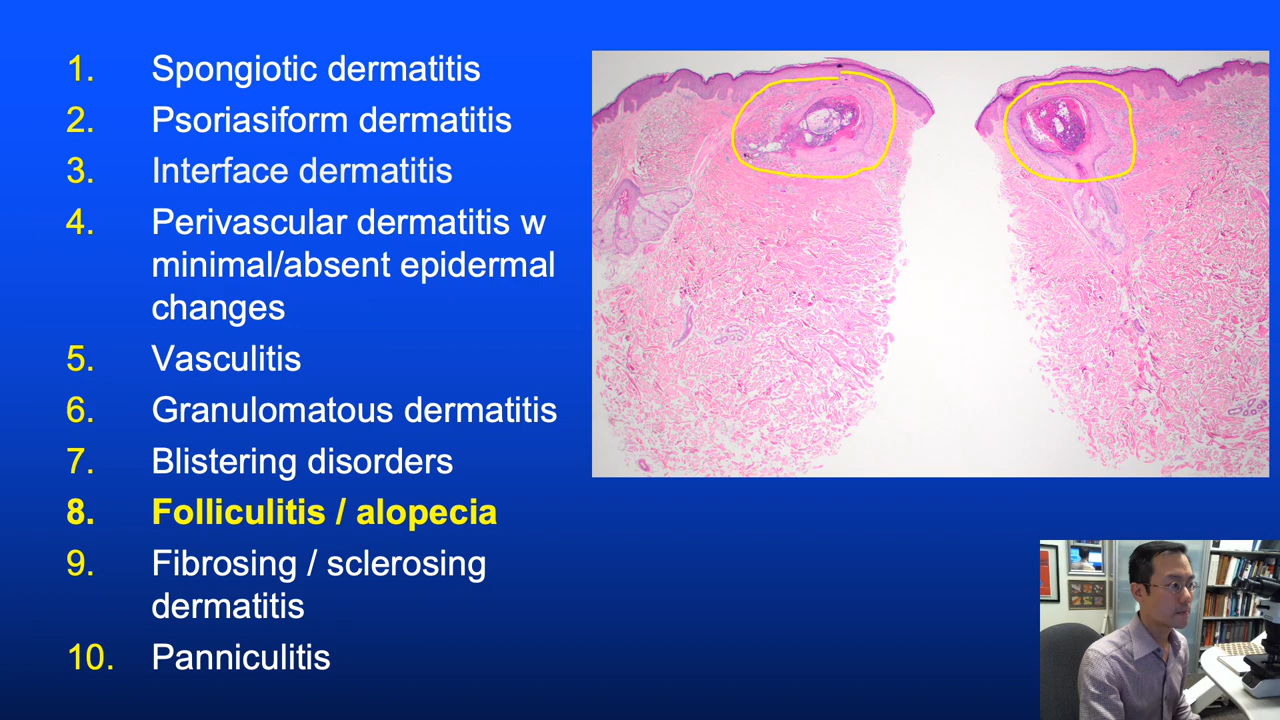 1. Spongiotic dermatitis
2. Psoriasiform dermatitis
3. Interface dermatitis
4. Perivascular dermatitis w
minimal/absent epidermal
changes
5. Vasculitis
6. Granulomatous dermatitis
7. Blistering disorders
8. Folliculitis / alopecia
9. Fibrosing / sclerosing
dermatitis
10. Panniculitis